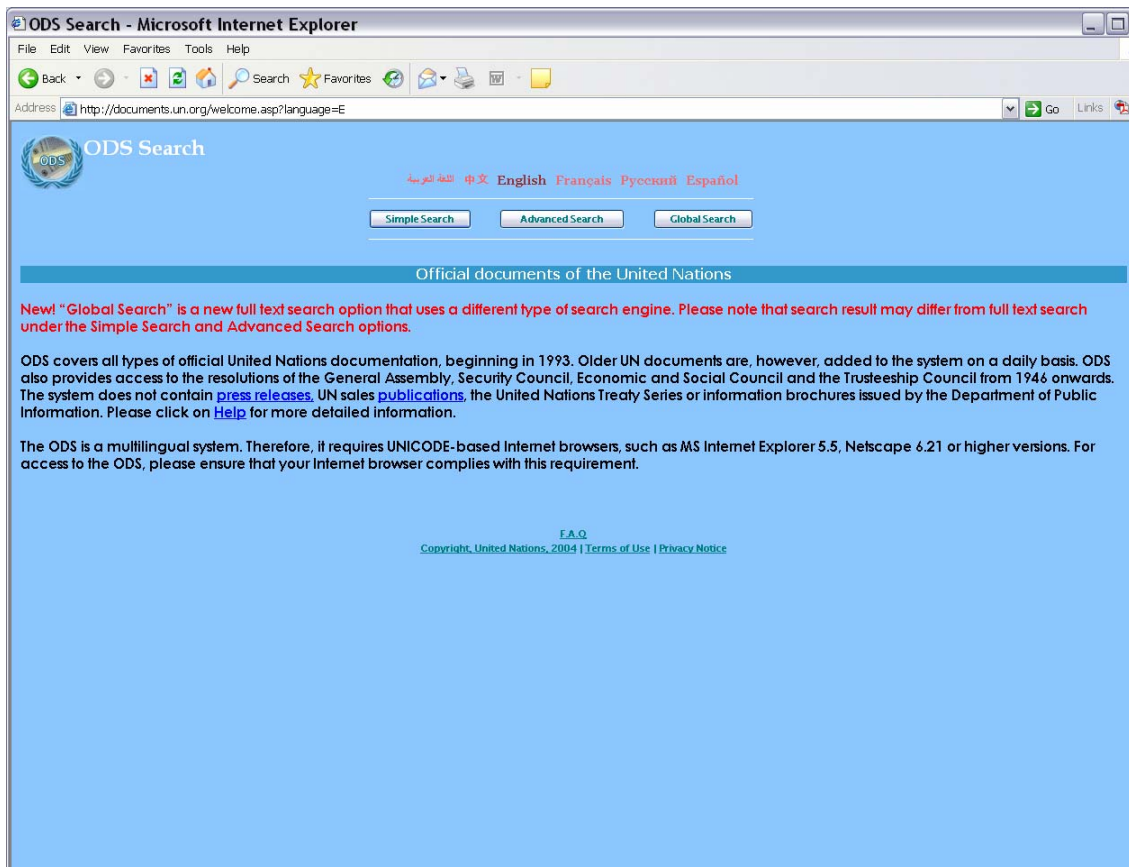 ODS Search - Microsoft Internet Explorer
File Edit View Favorites Tools Help
Back Search Favorites
Address http://documents.un.org/welcome.asp?language=E Go Links
ODS ODS Search
اللغة العربية 中文 English Français Русский Español
Simple Search Advanced Search Global Search
Official documents of the United Nations
New! “Global Search” is a new full text search option that uses a different type of search engine. Please note that search result may differ from full text search
under the Simple Search and Advanced Search options.
ODS covers all types of official United Nations documentation, beginning in 1993. Older UN documents are, however, added to the system on a daily basis. ODS
also provides access to the resolutions of the General Assembly, Security Council, Economic and Social Council and the Trusteeship Council from 1946 onwards.
The system does not contain press releases, UN sales publications, the United Nations Treaty Series or information brochures issued by the Department of Public
Information. Please click on Help for more detailed information.
The ODS is a multilingual system. Therefore, it requires UNICODE-based Internet browsers, such as MS Internet Explorer 5.5, Netscape 6.21 or higher versions. For
access to the ODS, please ensure that your Internet browser complies with this requirement.
F.A.Q
Copyright, United Nations, 2004 | Terms of Use | Privacy Notice